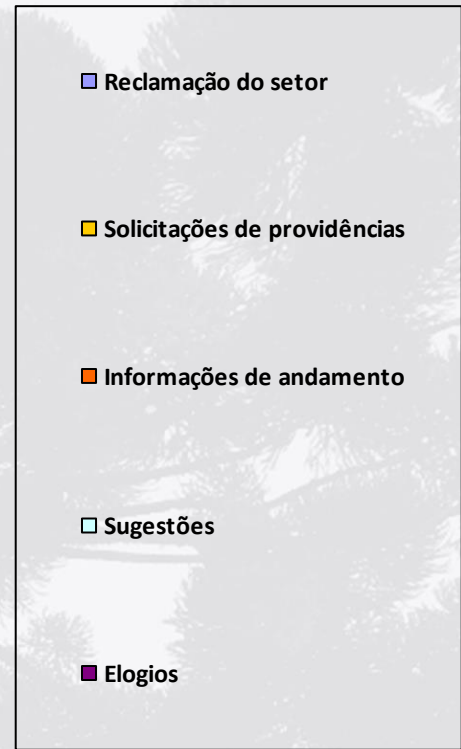 Reclamação do setor
Solicitações de providências
Informações de andamento
Sugestões
Elogios